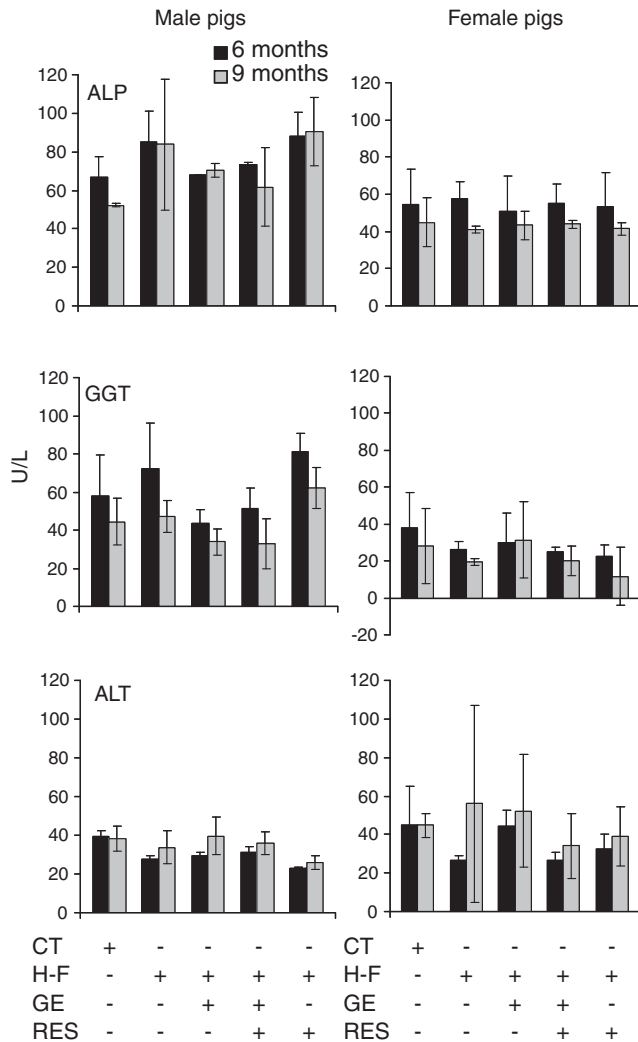 Male pigs Female pigs
6 months
9 months
ALP
120 120
100 100
80 80
60 60
40 40
20 20
0 0
GGT
U/L
120 120
100 100
80 80
60 60
40 40
20 20
0 0
-20
ALT
120 120
100 100
80 80
60 60
40 40
20 20
0 0
CT + - - - - CT + - - - -
H-F - + + + + H-F - + + + +
GE - - + + - GE - - + + -
RES - - - + + RES - - - + +